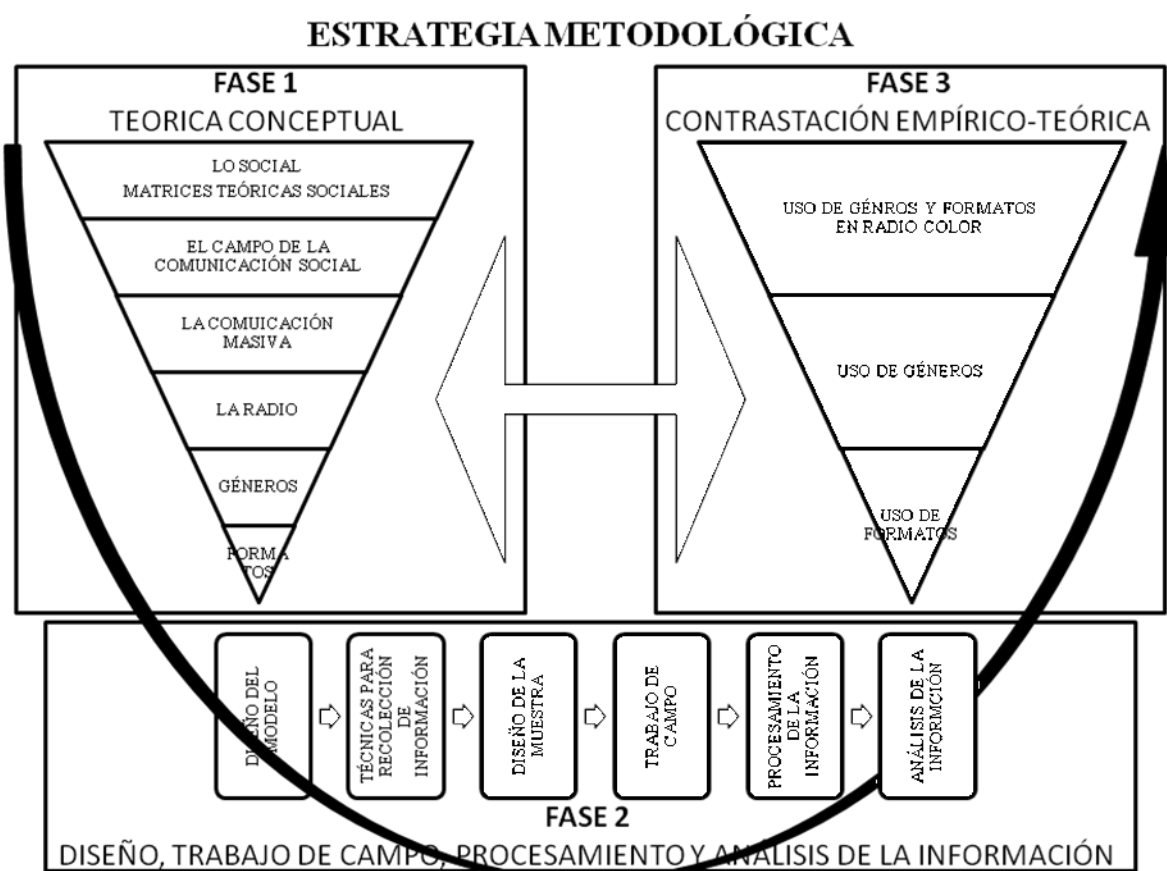 ESTRATEGIA METODOLÓGICA
FASE 1
TEORICA CONCEPTUAL
LO SOCIAL
MATRICES TEÓRICAS SOCIALES
EL CAMPO DE LA
COMUNICACIÓN SOCIAL
LA COMUICACIÓN
MASIVA
LA RADIO
GÉNEROS
FORMA
TOS
FASE 3
CONTRASTACIÓN EMPÍRICO-TEÓRICA
USO DE GÉNROS Y FORMATOS
EN RADIO COLOR
USO DE GÉNEROS
USO DE
FORMATOS
DISEÑO DEL
MODELO
TÉCNICAS PARA
RECOLECCIÓN
DE
INFORMACIÓN
DISEÑO DE LA
MUESTRA
TRABAJO DE
CAMPO
PROCESAMIENTO
DE LA
INFORMACIÓN
ANÁLISIS DE LA
INFORMCIÓN
FASE 2
DISEÑO, TRABAJO DE CAMPO, PROCESAMIENTO Y ANÁLISIS DE LA INFORMACIÓN